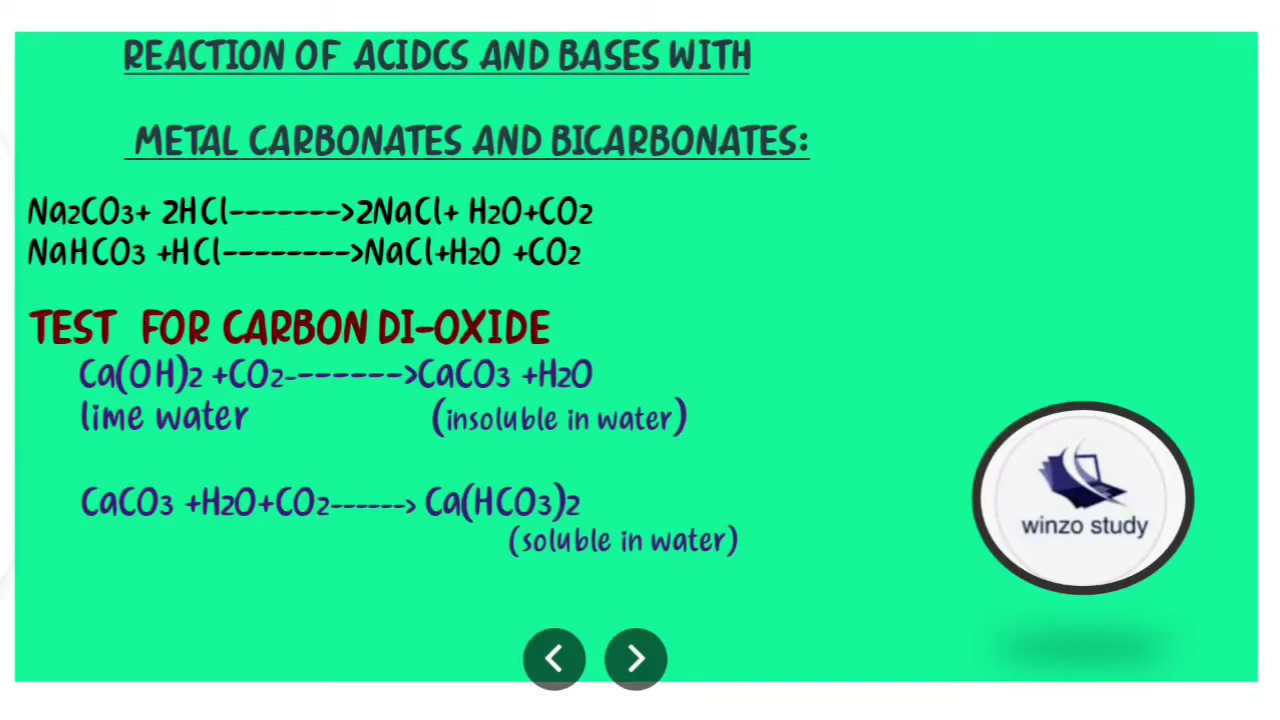 REACTION OF ACIDCS AND BASES WITH
METAL CARBONATES AND BICARBONATES:
Na2CO3+ 2HCl------->2NaCl+ H2O+CO2
NaHCO3 +HCl-------->NaCl+H2O +CO2
TEST FOR CARBON DI-OXIDE
Ca(OH)2 +CO2------->CaCO3 +H2O
lime water (insoluble in water)
CaCO3 +H2O+CO2------> Ca(HCO3)2
(soluble in water)
winzo study